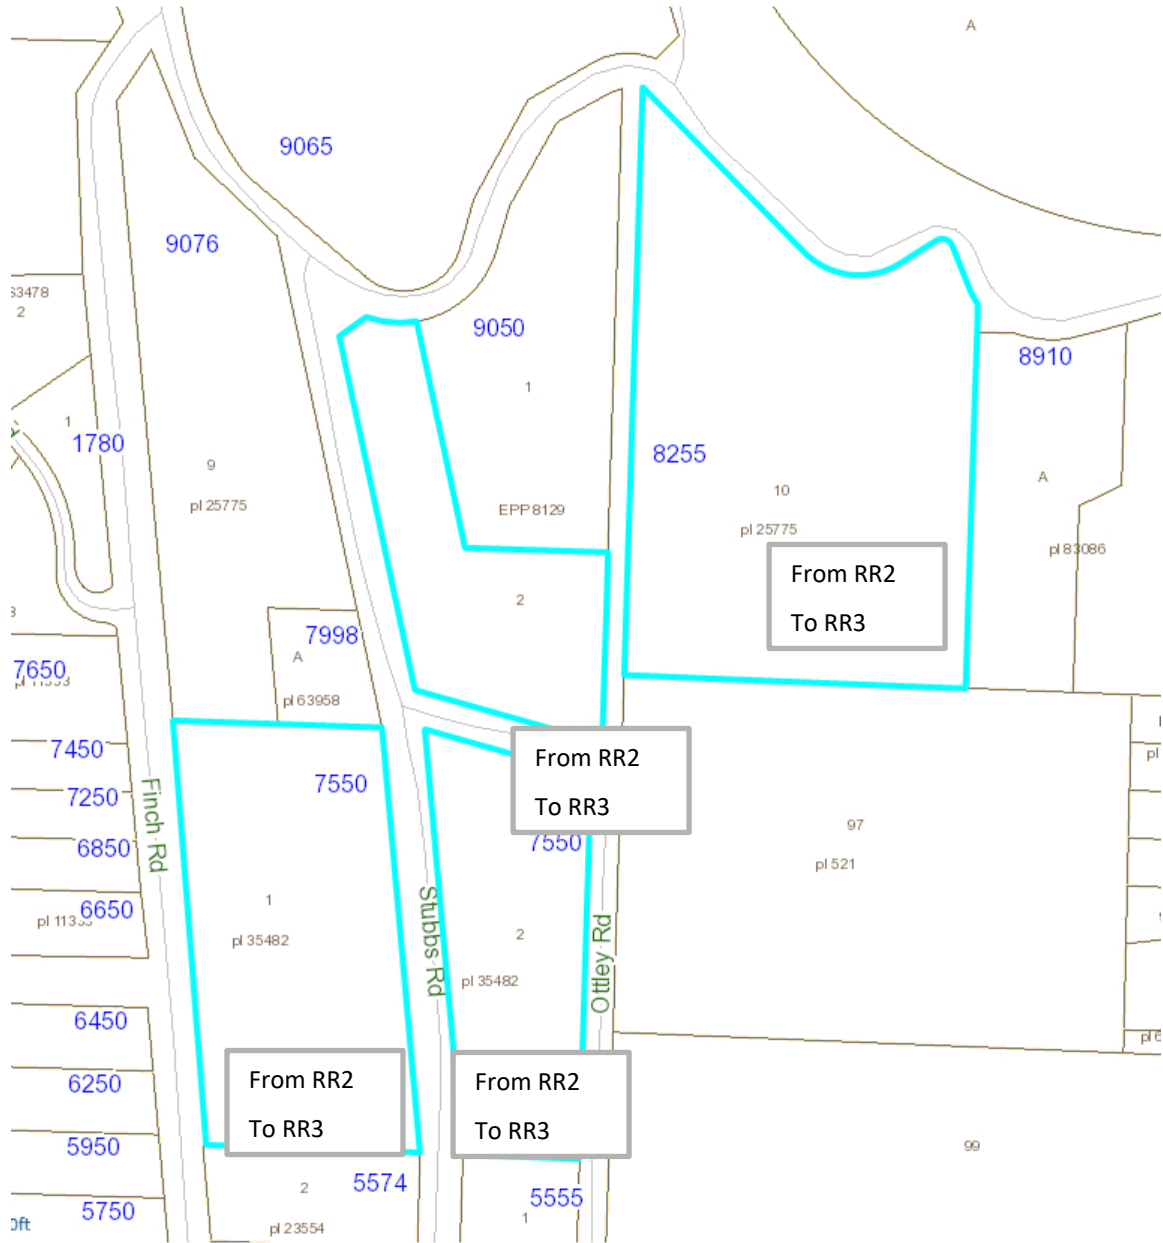 A
9065
9076
S3478
2
9050
8910
1
1
1780
8255
9
A
10
pl 25775
EPP8129
pl 25775
pl 83086
From RR2
To RR3
2
7998
A
7650
pl 63958
7450
From RR2
To RR3
7550
7250
Finch Rd
6850
7550
97
pl 521
1
6650
Stubbs Rd
2
Ottley Rd
pl 35482
pl 35482
6450
From RR2
To RR3
From RR2
To RR3
6250
5950
99
2
5574
5555
5750
1
pl 23554
0ft